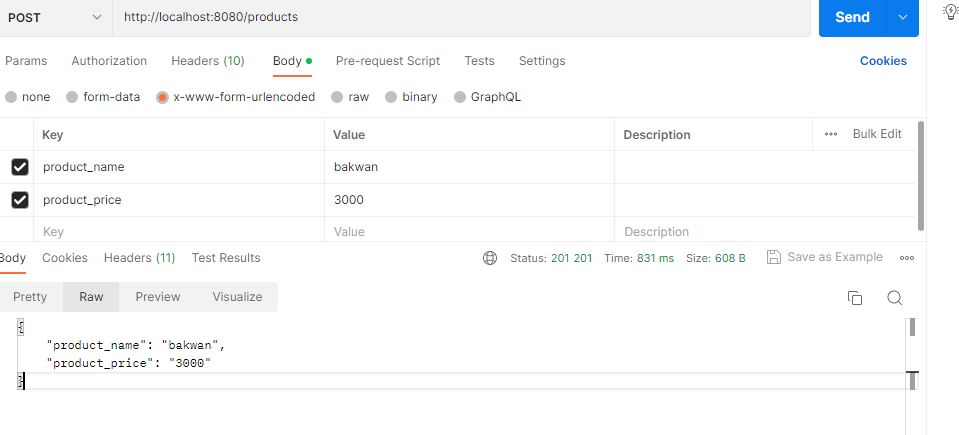 POST http://localhost:8080/products Send
Params Authorization Headers (10) Body Pre-request Script Tests Settings Cookies
none form-data x-www-form-urlencoded raw binary GraphQL
Key Value Description Bulk Edit
product_name bakwan
product_price 3000
Key Value Description
Body Cookies Headers (11) Test Results Status: 201 201 Time: 831 ms Size: 608 B Save as Example
Pretty Raw Preview Visualize
{
"product_name": "bakwan",
"product_price": "3000"
}